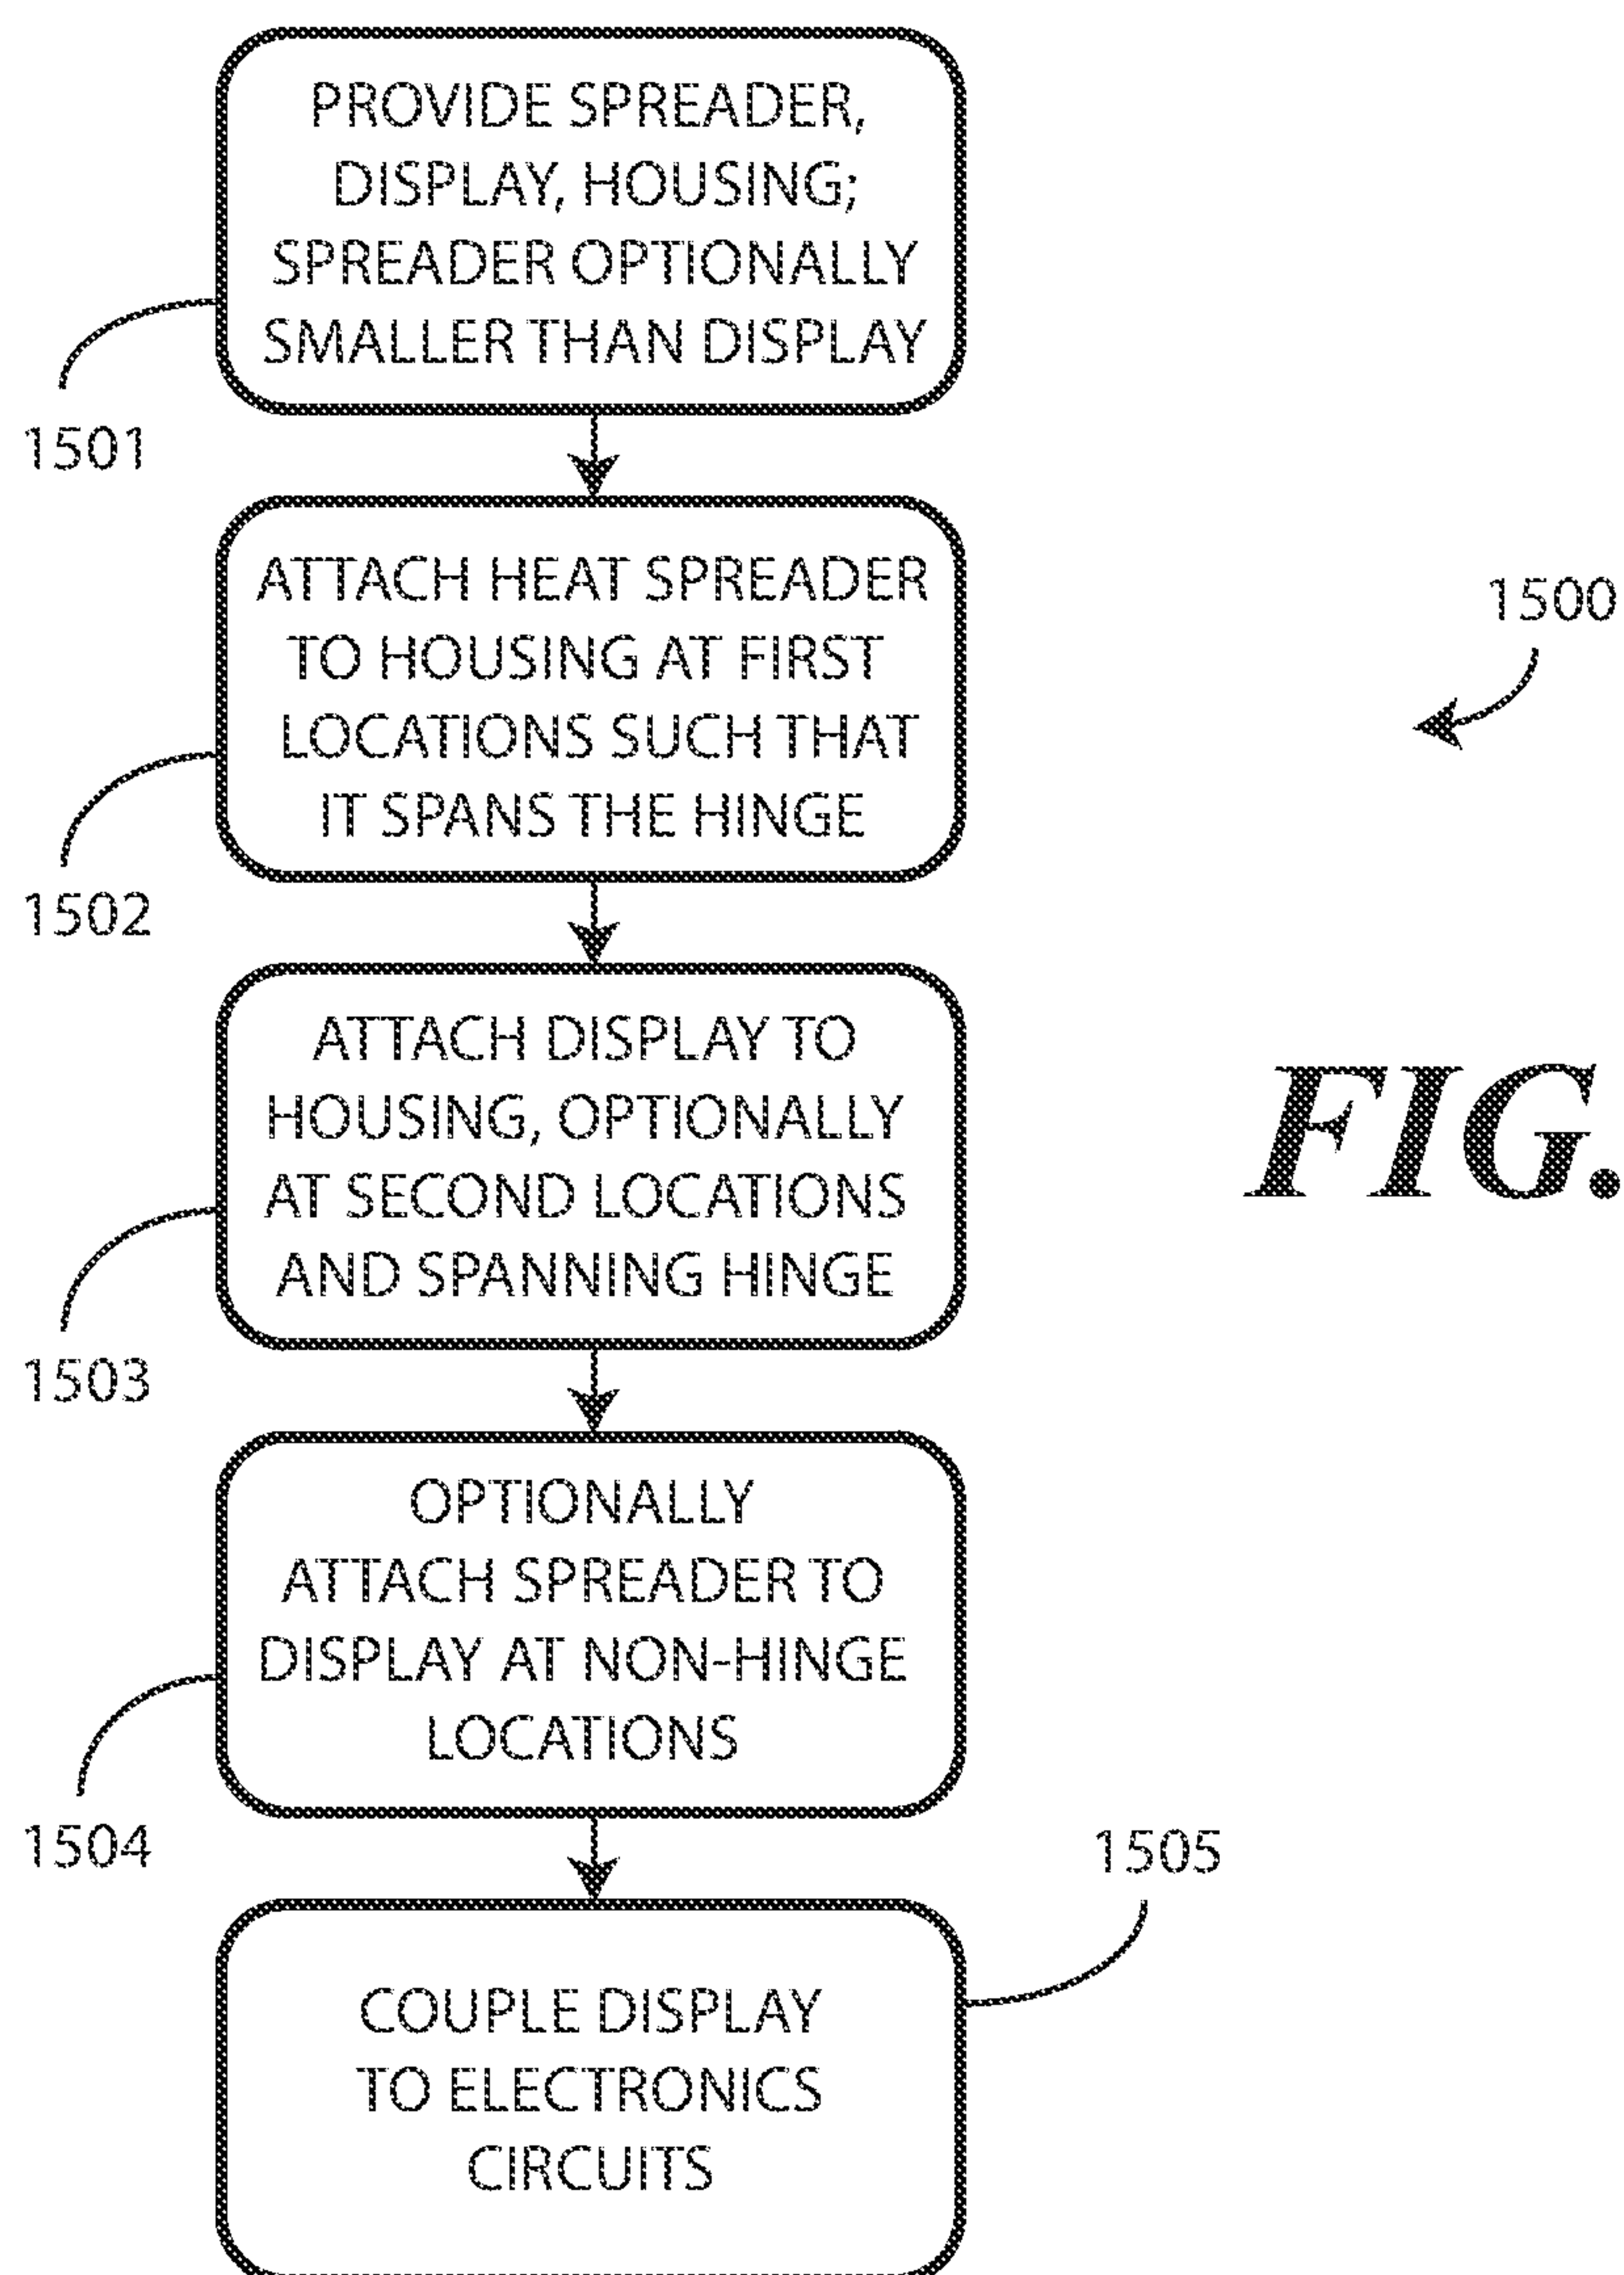 PROVIDE SPREADER,
DISPLAY, HOUSING;
SPREADER OPTIONALLY
SMALLER THAN DISPLAY
1501
ATTACH HEAT SPREADER
TO HOUSING AT FIRST
LOCATIONS SUCH THAT
IT SPANS THE HINGE
1502
1500
ATTACH DISPLAY TO
HOUSING, OPTIONALLY
AT SECOND LOCATIONS
AND SPANNING HINGE
1503
FIG.
OPTIONALLY
ATTACH SPREADER TO
DISPLAY AT NON-HINGE
LOCATIONS
1504
1505
COUPLE DISPLAY
TO ELECTRONICS
CIRCUITS